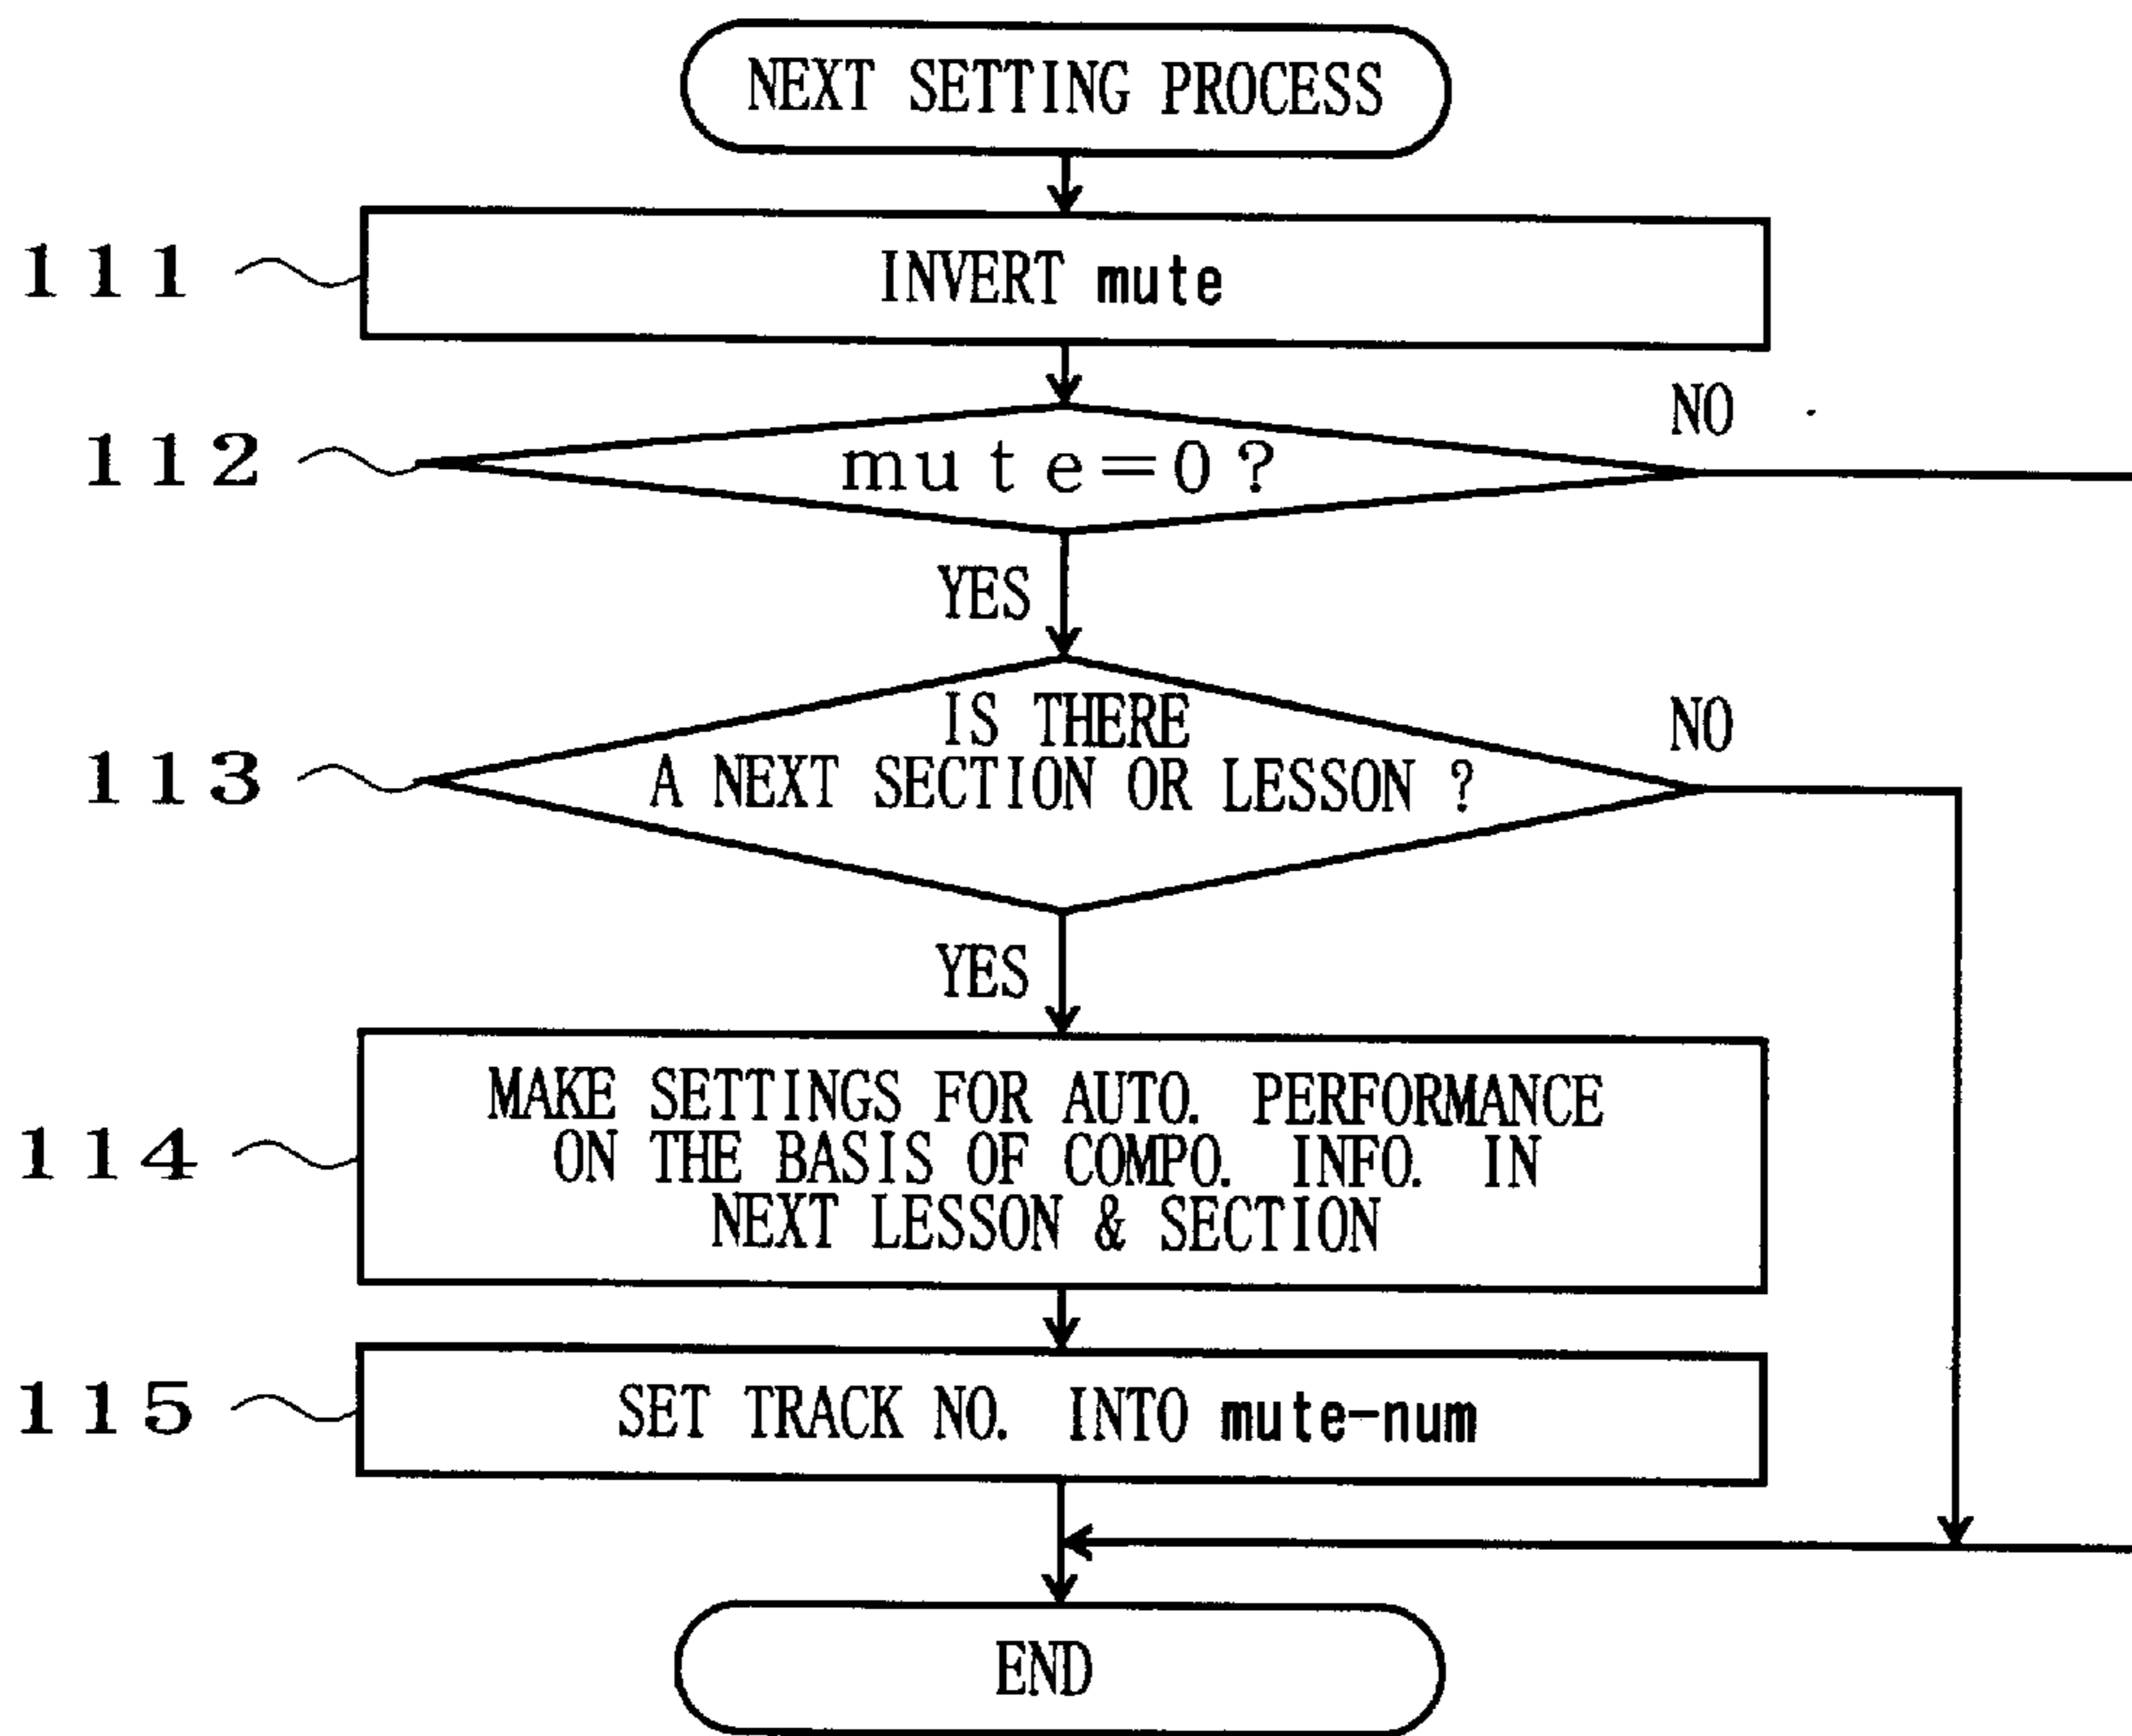 NEXT SETTING PROCESS
111
INVERT mute
NO
112
mute=0?
YES
IS THERE
NO
113
A NEXT SECTION OR LESSON ?
YES
MAKE SETTINGS FOR AUTO. PERFORMANCE
114
ON THE BASIS OF COMPO. INFO. IN
NEXT LESSON & SECTION
115
SET TRACK NO. INTO mute-num
END